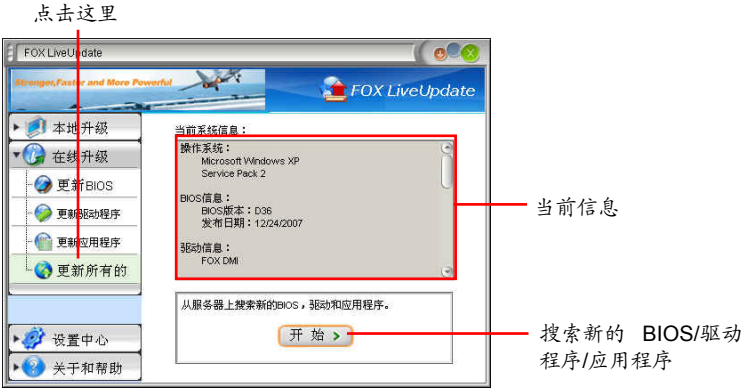 点击这里
FOX LiveUpdate
Stronger,Faster and More Powerful
FOX LiveUpdate
本地升级
在线升级
更新BIOS
更新驱动程序
更新应用程序
更新所有的
设置中心
关于和帮助
当前系统信息：
操作系统：
Microsoft Windows XP
Service Pack 2
BIOS信息：
BIOS版本：D36
发布日期：12/24/2007
驱动信息：
FOX DMI
从服务器上搜索新的BIOS，驱动和应用程序。
开 始
当前信息
搜索新的 BIOS/驱动
程序/应用程序